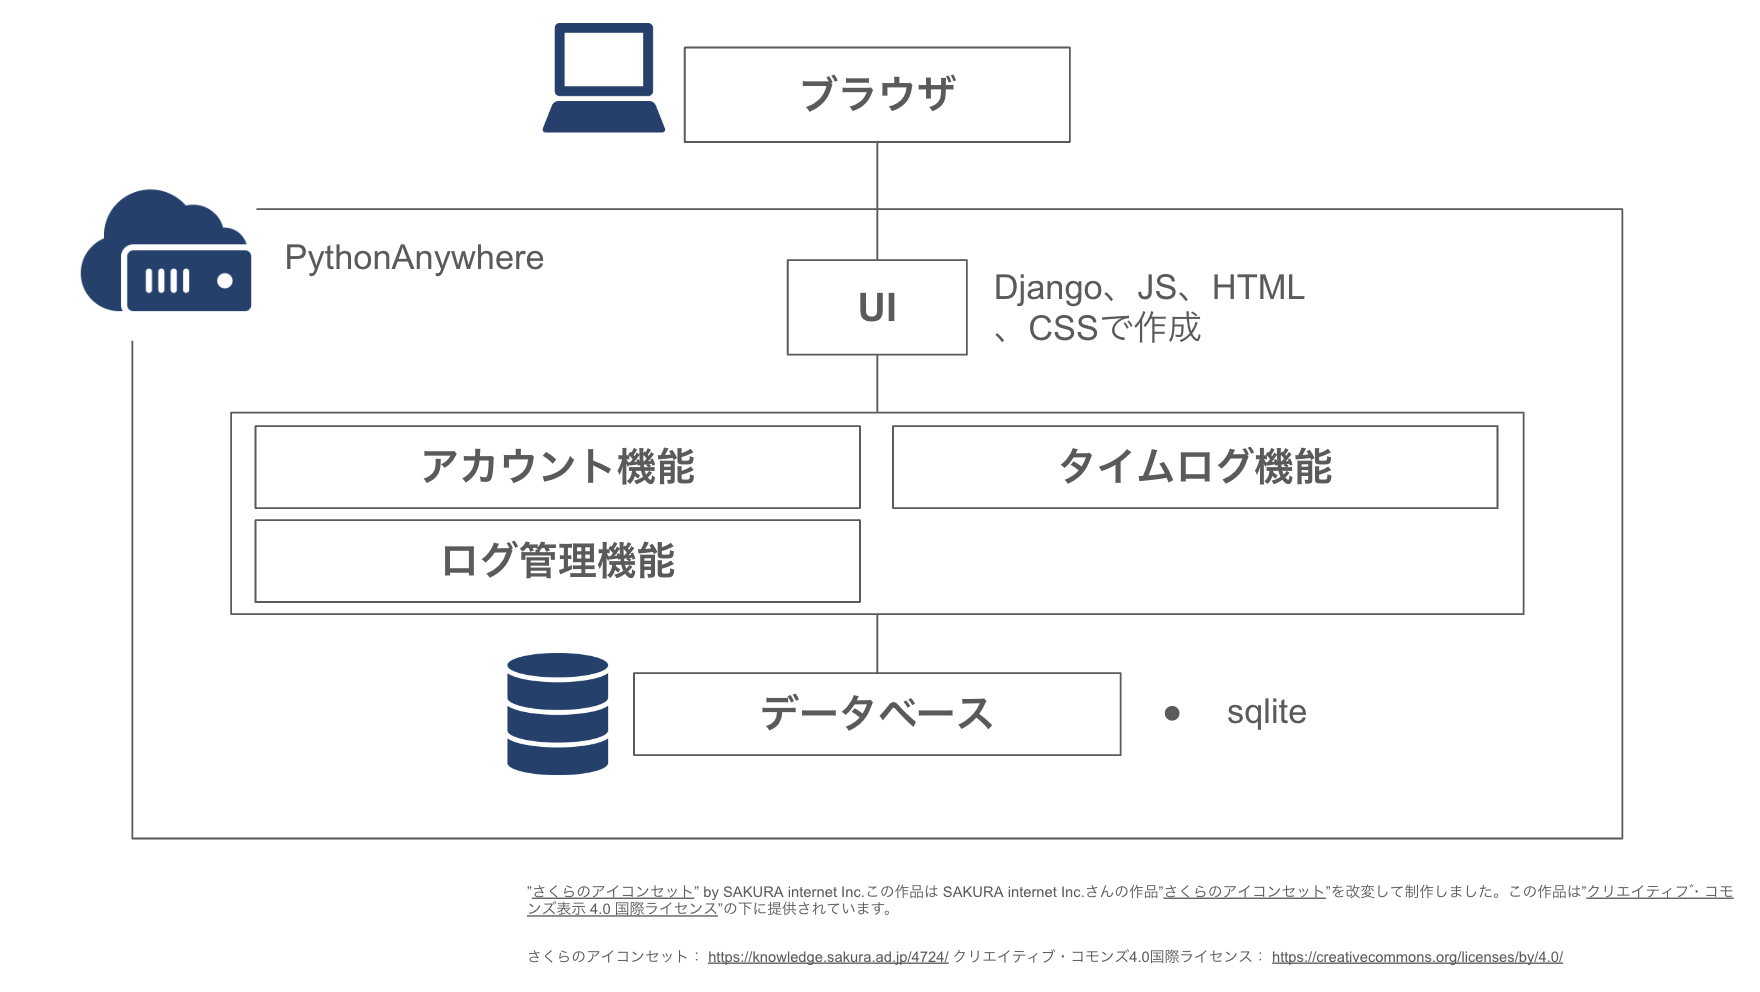 ブラウザ
PythonAnywhere
UI
Django、JS、HTML
、CSSで作成
アカウント機能
タイムログ機能
ログ管理機能
データベース
● sqlite
”さくらのアイコンセット” by SAKURA internet Inc.この作品は SAKURA internet Inc.さんの作品”さくらのアイコンセット”を改変して制作しました。この作品は”クリエイティブ・コモ
ンズ表示 4.0 国際ライセンス”の下に提供されています。
さくらのアイコンセット： https://knowledge.sakura.ad.jp/4724/ クリエイティブ・コモンズ4.0国際ライセンス： https://creativecommons.org/licenses/by/4.0/